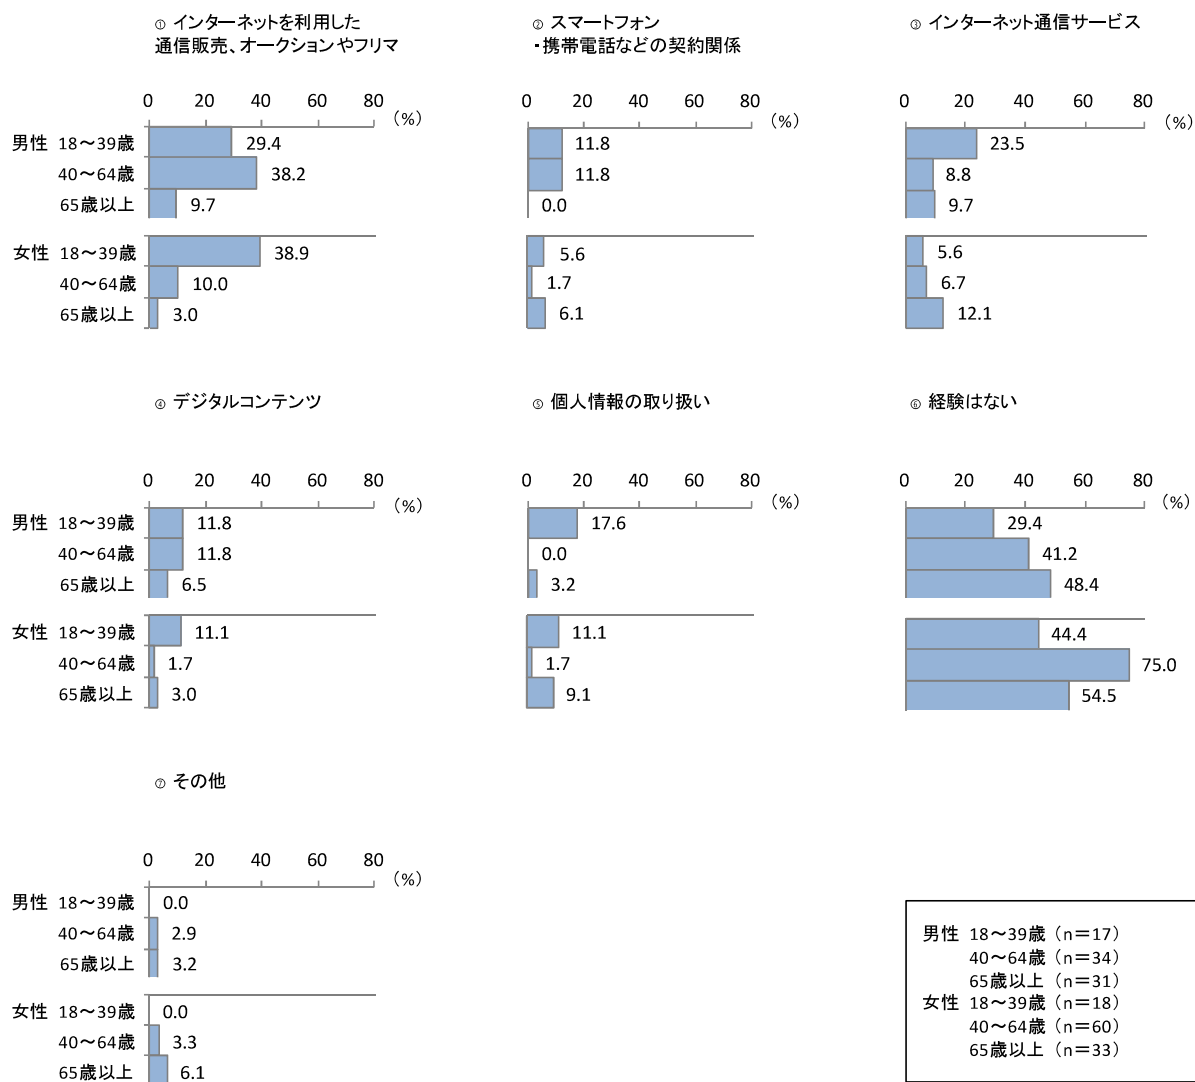 ① インターネットを利用した
通信販売、オークションやフリマ
0 20 40 60 80
(%)
男性 18～39歳 29.4
40～64歳 38.2
65歳以上 9.7
女性 18～39歳 38.9
40～64歳 10.0
65歳以上 3.0
② スマートフォン
・携帯電話などの契約関係
0 20 40 60 80
(%)
11.8
11.8
0.0
5.6
1.7
6.1
③ インターネット通信サービス
0 20 40 60 80
(%)
23.5
8.8
9.7
5.6
6.7
12.1
④ デジタルコンテンツ
0 20 40 60 80
(%)
男性 18～39歳 11.8
40～64歳 11.8
65歳以上 6.5
女性 18～39歳 11.1
40～64歳 1.7
65歳以上 3.0
⑤ 個人情報の取り扱い
0 20 40 60 80
(%)
17.6
0.0
3.2
11.1
1.7
9.1
⑥ 経験はない
0 20 40 60 80
(%)
29.4
41.2
48.4
44.4
75.0
54.5
⑦ その他
0 20 40 60 80
(%)
男性 18～39歳 0.0
40～64歳 2.9
65歳以上 3.2
女性 18～39歳 0.0
40～64歳 3.3
65歳以上 6.1
男性 18～39歳（n＝17）
40～64歳（n＝34）
65歳以上（n＝31）
女性 18～39歳（n＝18）
40～64歳（n＝60）
65歳以上（n＝33）